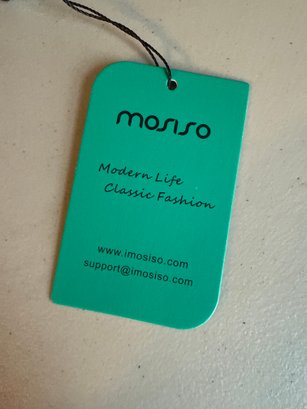 mosiso
Modern Life
Classic Fashion
www.imosiso.com
support@imosiso.com